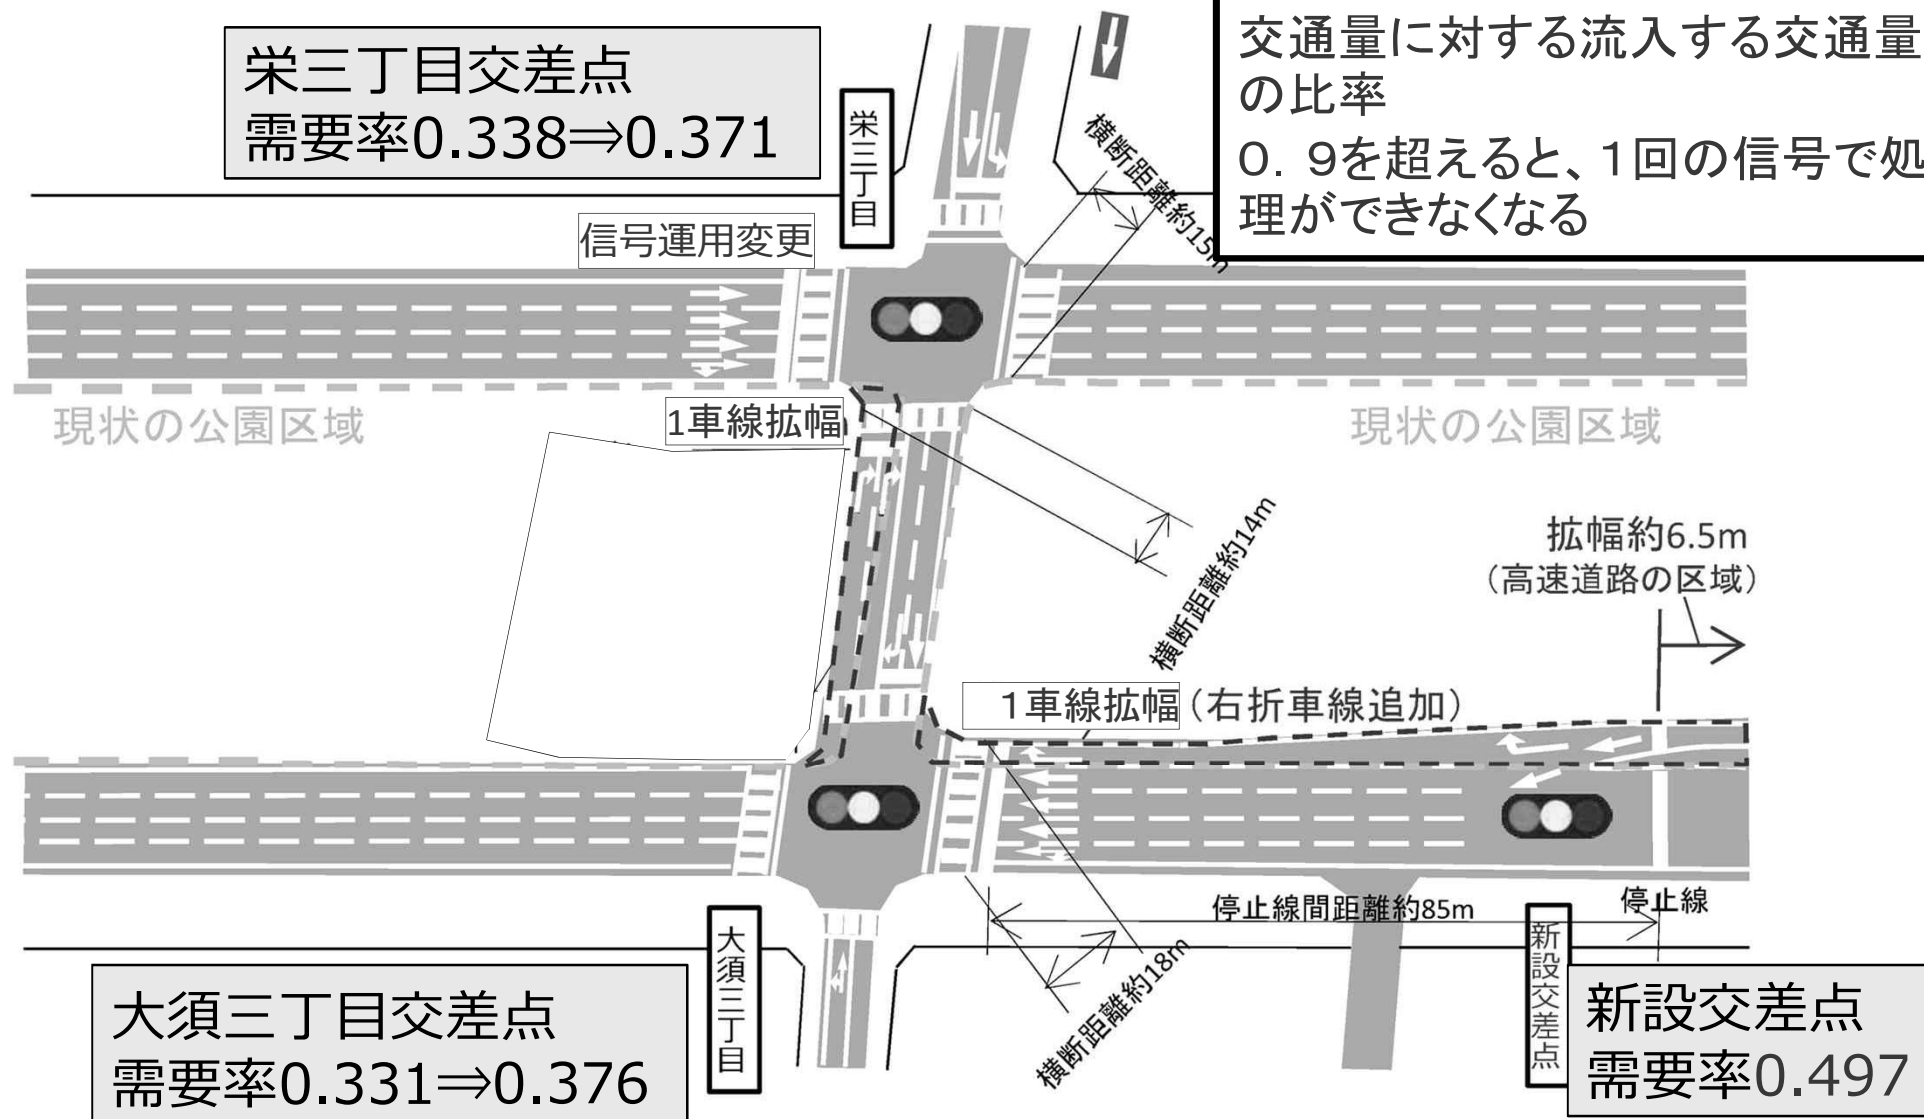 栄三丁目交差点
需要率0.338⇒0.371
交通量に対する流入する交通量
の比率
０．９を超えると、１回の信号で処
理ができなくなる
栄三丁目
信号運用変更
横断距離約15m
現状の公園区域
1車線拡幅
現状の公園区域
横断距離約14m
拡幅約6.5m
（高速道路の区域）
１車線拡幅（右折車線追加）
停止線間距離約85m
停止線
大須三丁目
横断距離約18m
新設交差点
大須三丁目交差点
需要率0.331⇒0.376
新設交差点
需要率0.497